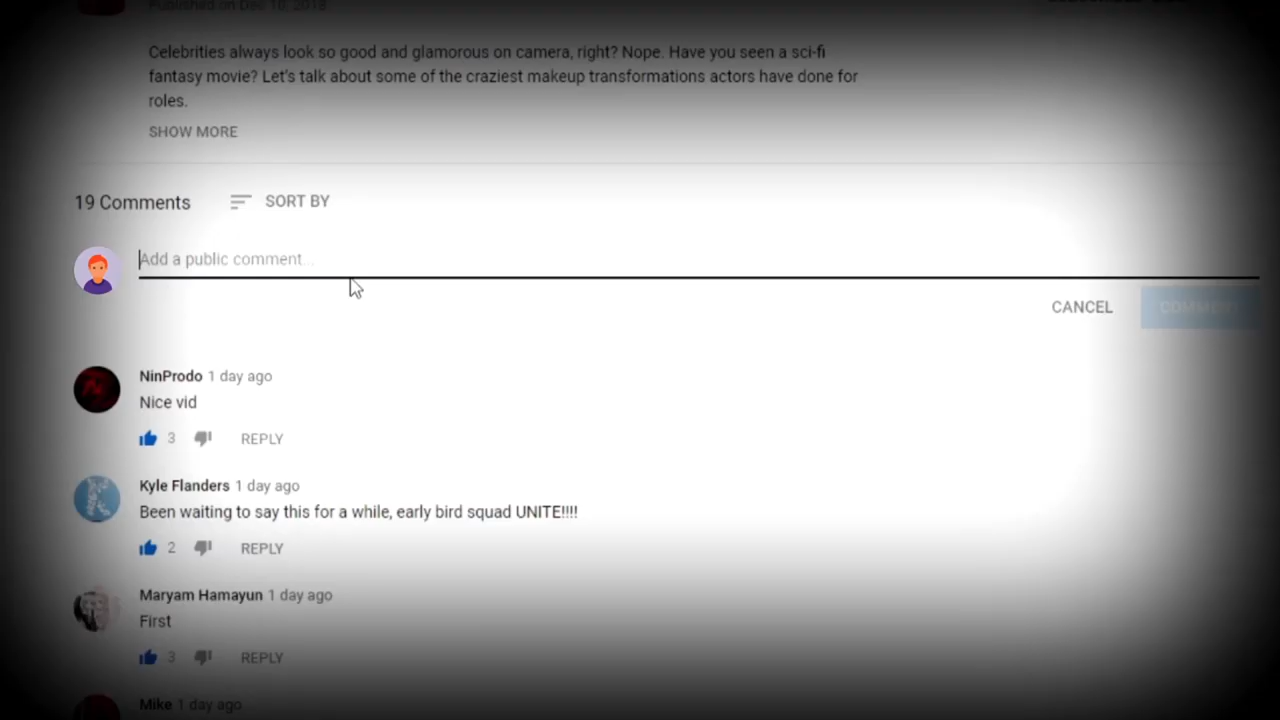 Published on Dec 10, 2018
Celebrities always look so good and glamorous on camera, right? Nope. Have you seen a sci-fi
fantasy movie? Let's talk about some of the craziest makeup transformations actors have done for
roles.
SHOW MORE
19 Comments
SORT BY
Add a public comment...
CANCEL
COMMENT
NinProdo 1 day ago
Nice vid
3
REPLY
Kyle Flanders 1 day ago
Been waiting to say this for a while, early bird squad UNITE!!!!
2
REPLY
Maryam Hamayun 1 day ago
First
3
REPLY
Mike 1 day ago